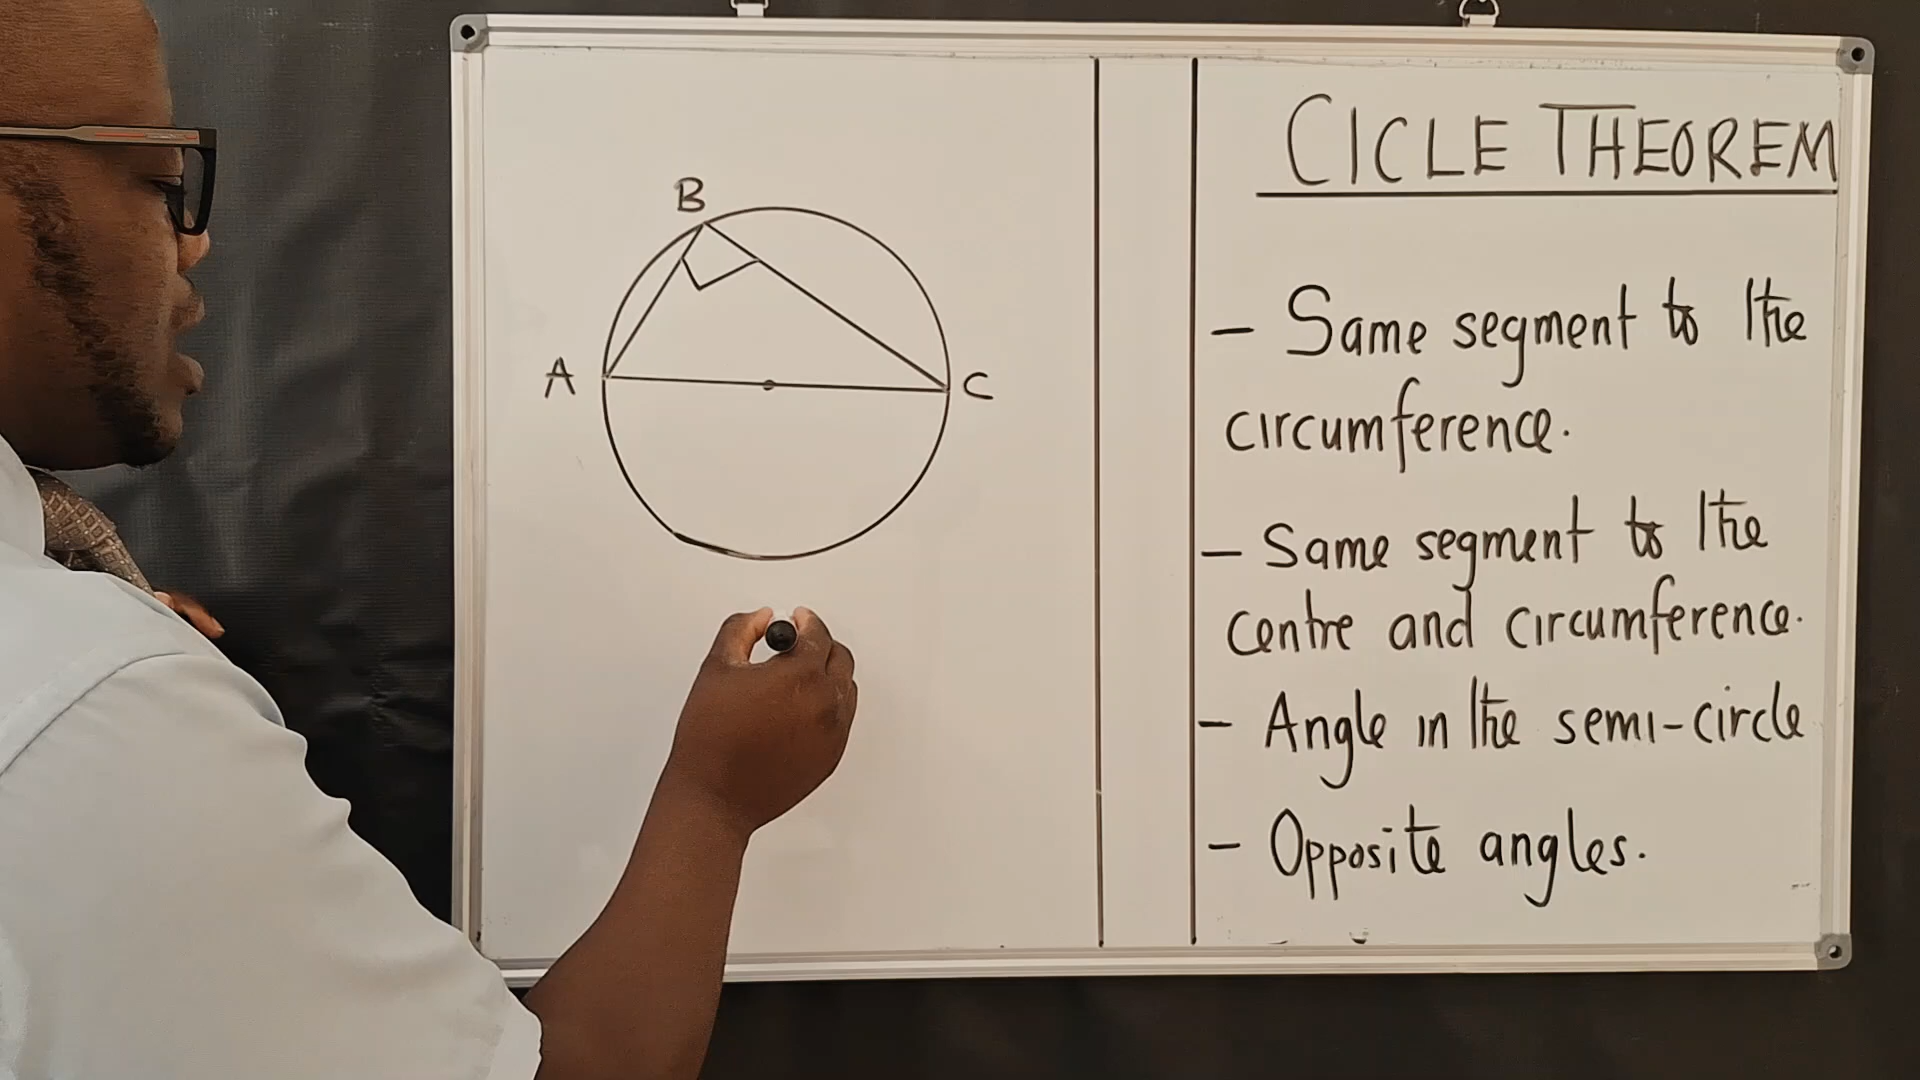 B
A
C
CICLE THEOREM
- Same segment to the
circumference.
- Same segment to the
centre and circumference.
- Angle in the semi-circle
- Opposite angles.